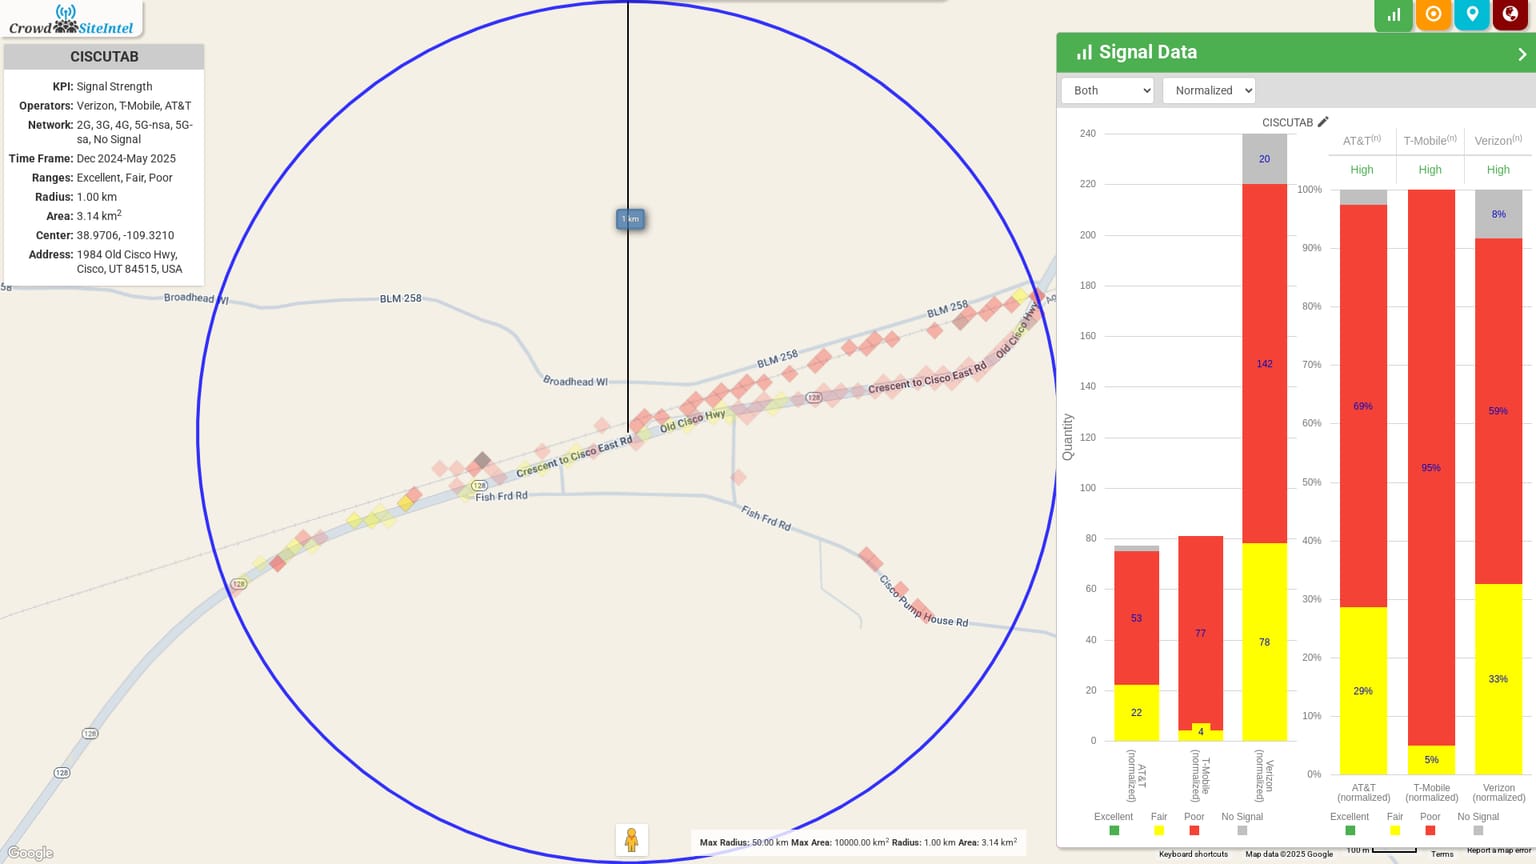 CrowdSiteIntel
CISCUTAB
KPI: Signal Strength
Operators: Verizon, T-Mobile, AT&T
Network: 2G, 3G, 4G, 5G-nsa, 5G-
sa, No Signal
Time Frame: Dec 2024-May 2025
Ranges: Excellent, Fair, Poor
Radius: 1.00 km
Area: 3.14 km²
Center: 38.9706, -109.3210
Address: 1984 Old Cisco Hwy,
Cisco, UT 84515, USA
1 km
58
Broadhead Wl
BLM 258
BLM 258
BLM 258
Broadhead Wl
Old Cisco Hwy
Crescent to Cisco East Rd
128
Old Cisco Hwy
Crescent to Cisco East Rd
128
Fish Frd Rd
Fish Frd Rd
128
Cisco Pump House Rd
128
128
Google
Max Radius: 50.00 km Max Area: 10000.00 km² Radius: 1.00 km Area: 3.14 km²
Signal Data
Both
Normalized
CISCUTAB
240
220
200
180
160
140
120
100
80
60
40
20
0
Quantity
53
22
77
4
20
142
78
AT&T
(normalized)
T-Mobile
(normalized)
Verizon
(normalized)
Excellent Fair Poor No Signal
AT&T(n) T-Mobile(n) Verizon(n)
High High High
100%
90%
80%
70%
60%
50%
40%
30%
20%
10%
0%
69%
29%
95%
5%
8%
59%
33%
AT&T
(normalized)
T-Mobile
(normalized)
Verizon
(normalized)
Excellent Fair Poor No Signal
100 m
Report a map error
Keyboard shortcuts
Map data ©2025 Google
Terms